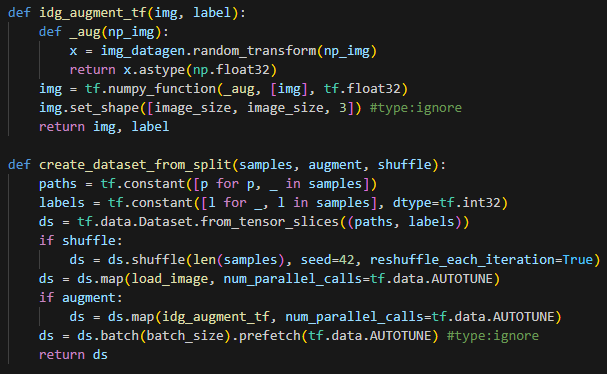 def idg_augment_tf(img, label):
    def _aug(np_img):
        x = img_datagen.random_transform(np_img)
        return x.astype(np.float32)
    img = tf.numpy_function(_aug, [img], tf.float32)
    img.set_shape([image_size, image_size, 3]) #type:ignore
    return img, label

def create_dataset_from_split(samples, augment, shuffle):
    paths = tf.constant([p for p, _ in samples])
    labels = tf.constant([l for _, l in samples], dtype=tf.int32)
    ds = tf.data.Dataset.from_tensor_slices((paths, labels))
    if shuffle:
        ds = ds.shuffle(len(samples), seed=42, reshuffle_each_iteration=True)
    ds = ds.map(load_image, num_parallel_calls=tf.data.AUTOTUNE)
    if augment:
        ds = ds.map(idg_augment_tf, num_parallel_calls=tf.data.AUTOTUNE)
    ds = ds.batch(batch_size).prefetch(tf.data.AUTOTUNE) #type:ignore
    return ds